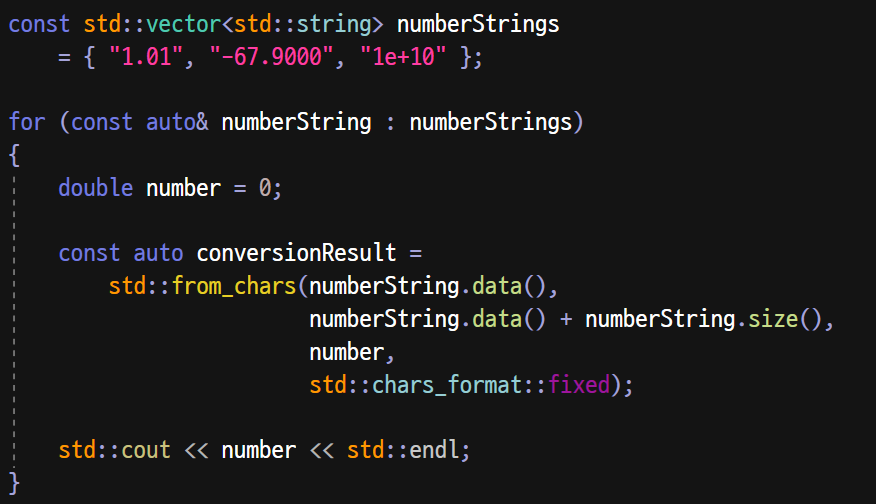 const std::vector<std::string> numberStrings
    = { "1.01", "-67.9000", "1e+10" };

for (const auto& numberString : numberStrings)
{
    double number = 0;

    const auto conversionResult =
        std::from_chars(numberString.data(),
                        numberString.data() + numberString.size(),
                        number,
                        std::chars_format::fixed);

    std::cout << number << std::endl;
}